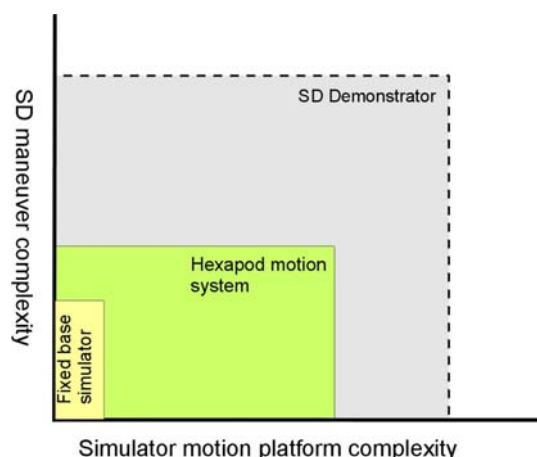 SD maneuver complexity
SD Demonstrator
Hexapod motion
system
Fixed base
simulator
Simulator motion platform complexity